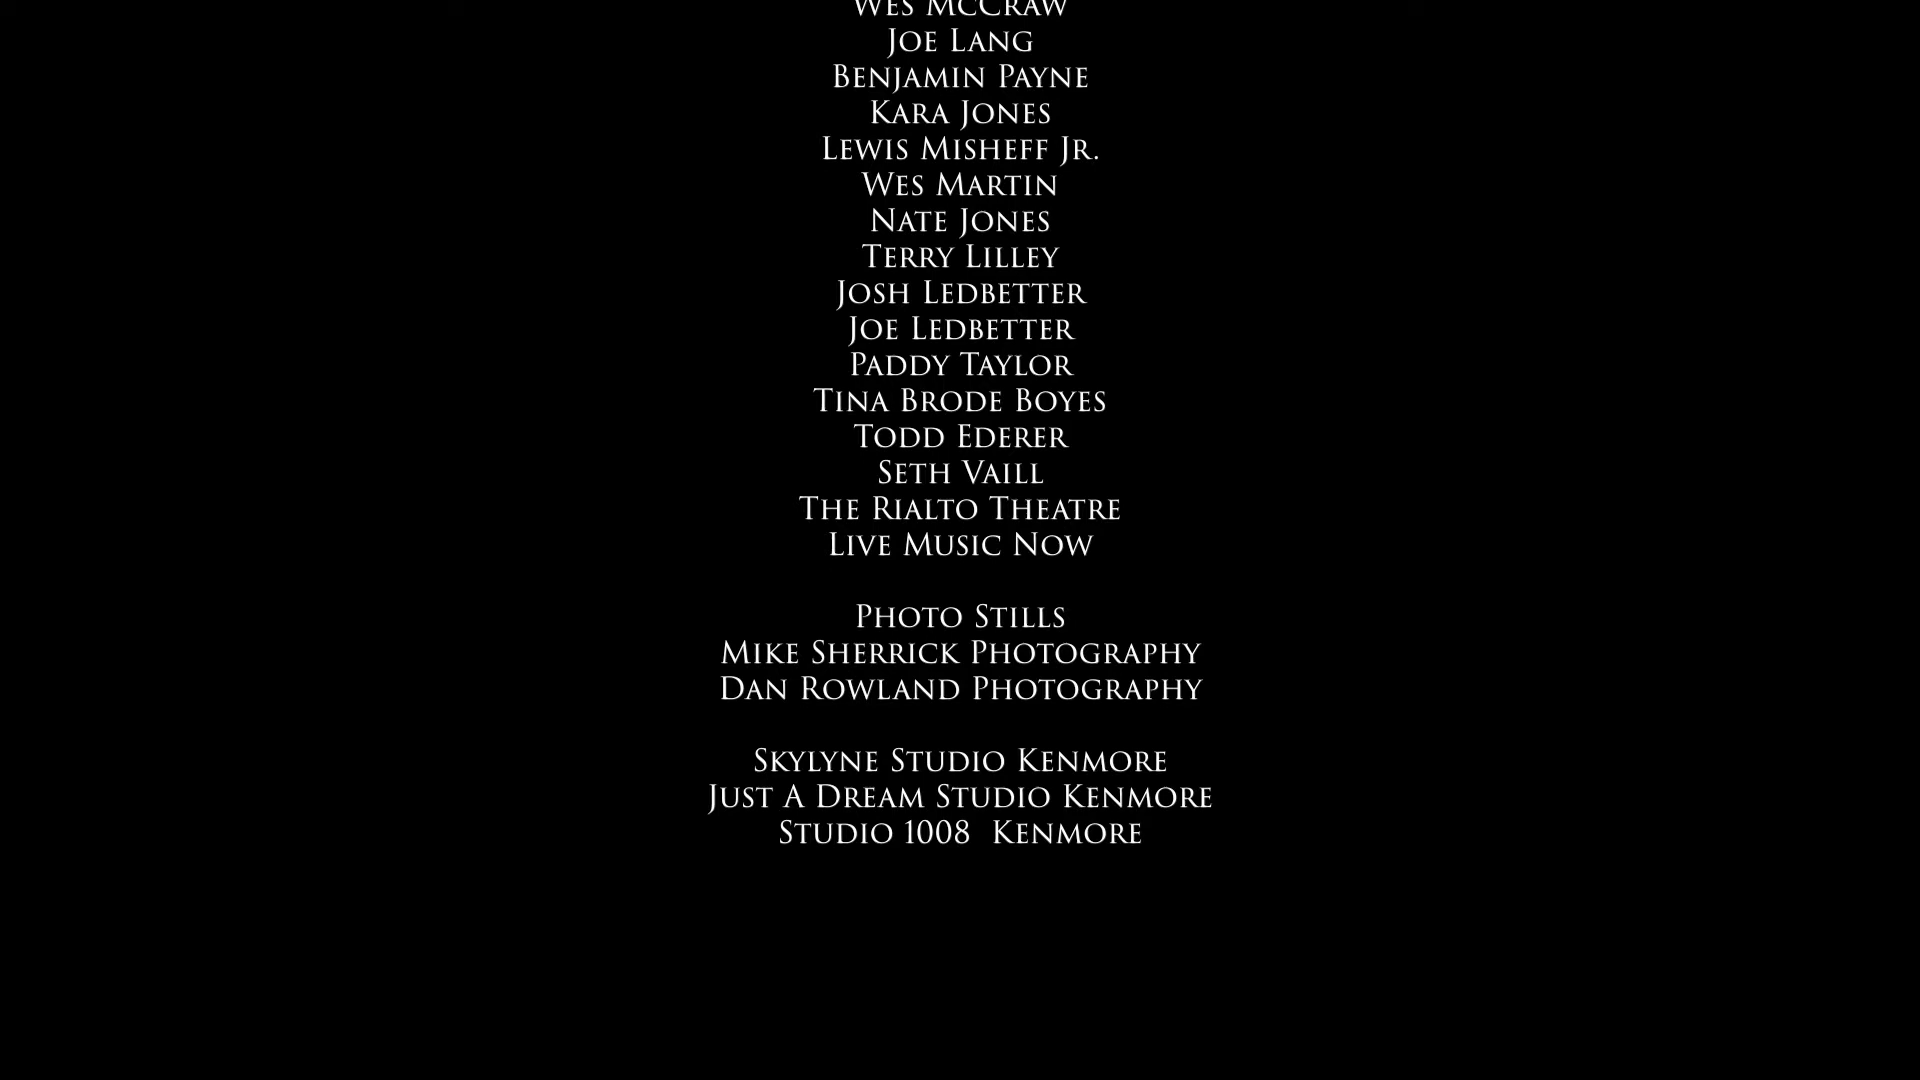 Wes McCraw
Joe Lang
Benjamin Payne
Kara Jones
Lewis Misheff Jr.
Wes Martin
Nate Jones
Terry Lilley
Josh Ledbetter
Joe Ledbetter
Paddy Taylor
Tina Brode Boyes
Todd Ederer
Seth Vaill
The Rialto Theatre
Live Music Now
Photo Stills
Mike Sherrick Photography
Dan Rowland Photography
Skylyne Studio Kenmore
Just A Dream Studio Kenmore
Studio 1008  Kenmore